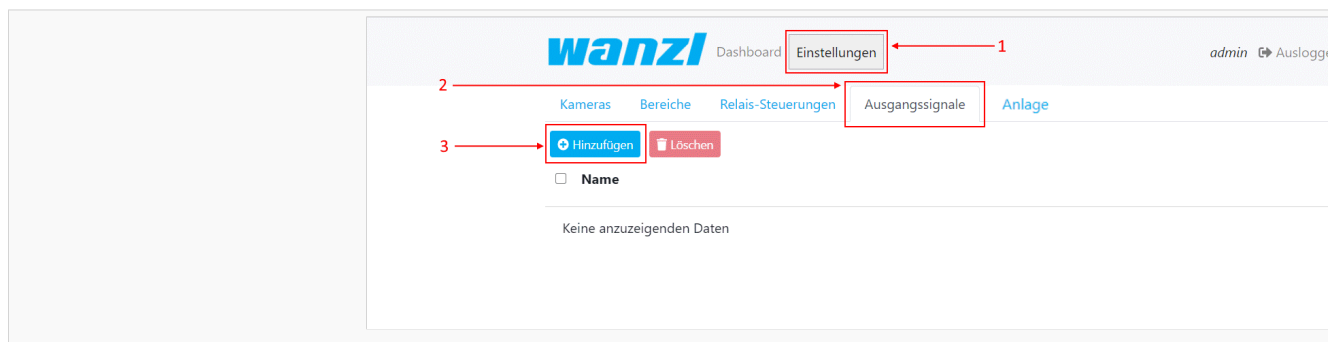 wanzl Dashboard Einstellungen 1 admin Auslogge
2
Kameras Bereiche Relais-Steuerungen Ausgangssignale Anlage
3 Hinzufügen Löschen
Name
Keine anzuzeigenden Daten